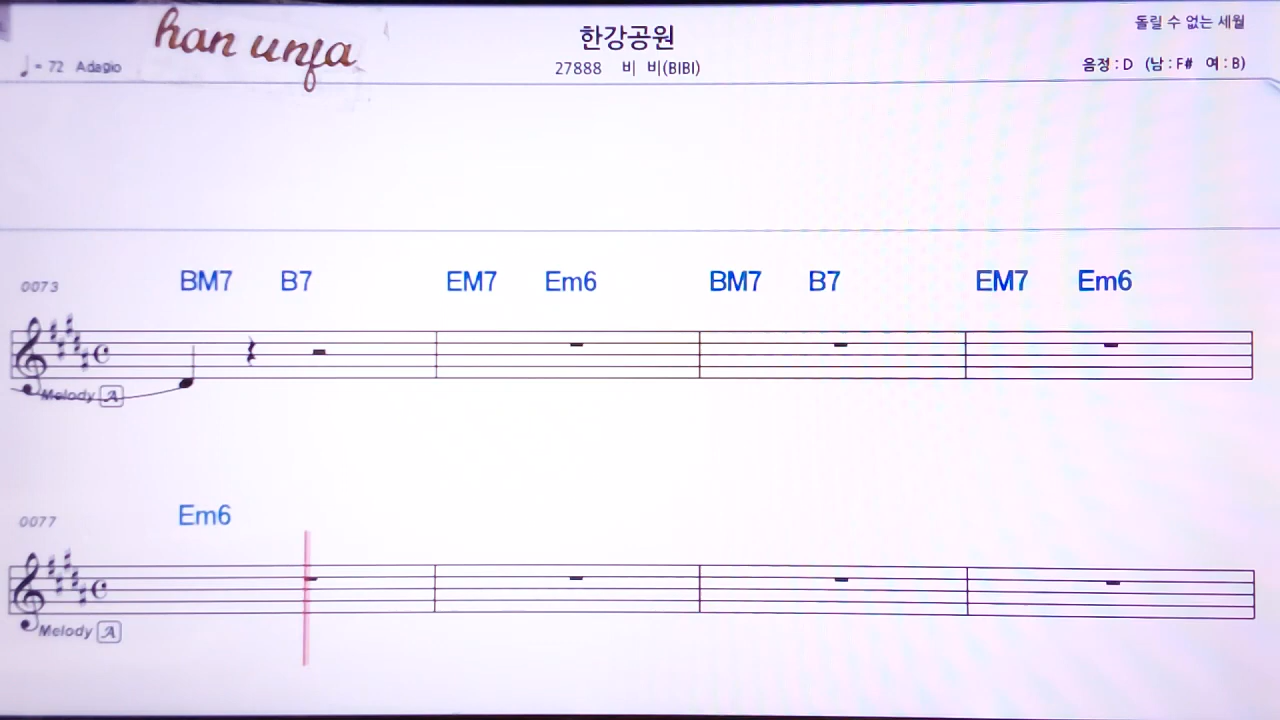 han unfa
한강공원
돌릴 수 없는 세월
♩ = 72 Adagio
27888 비 비(BIBI)
음정 : D (남 : F# 여 : B)
0073 BM7 B7 EM7 Em6 BM7 B7 EM7 Em6
Melody A
0077 Em6
Melody A